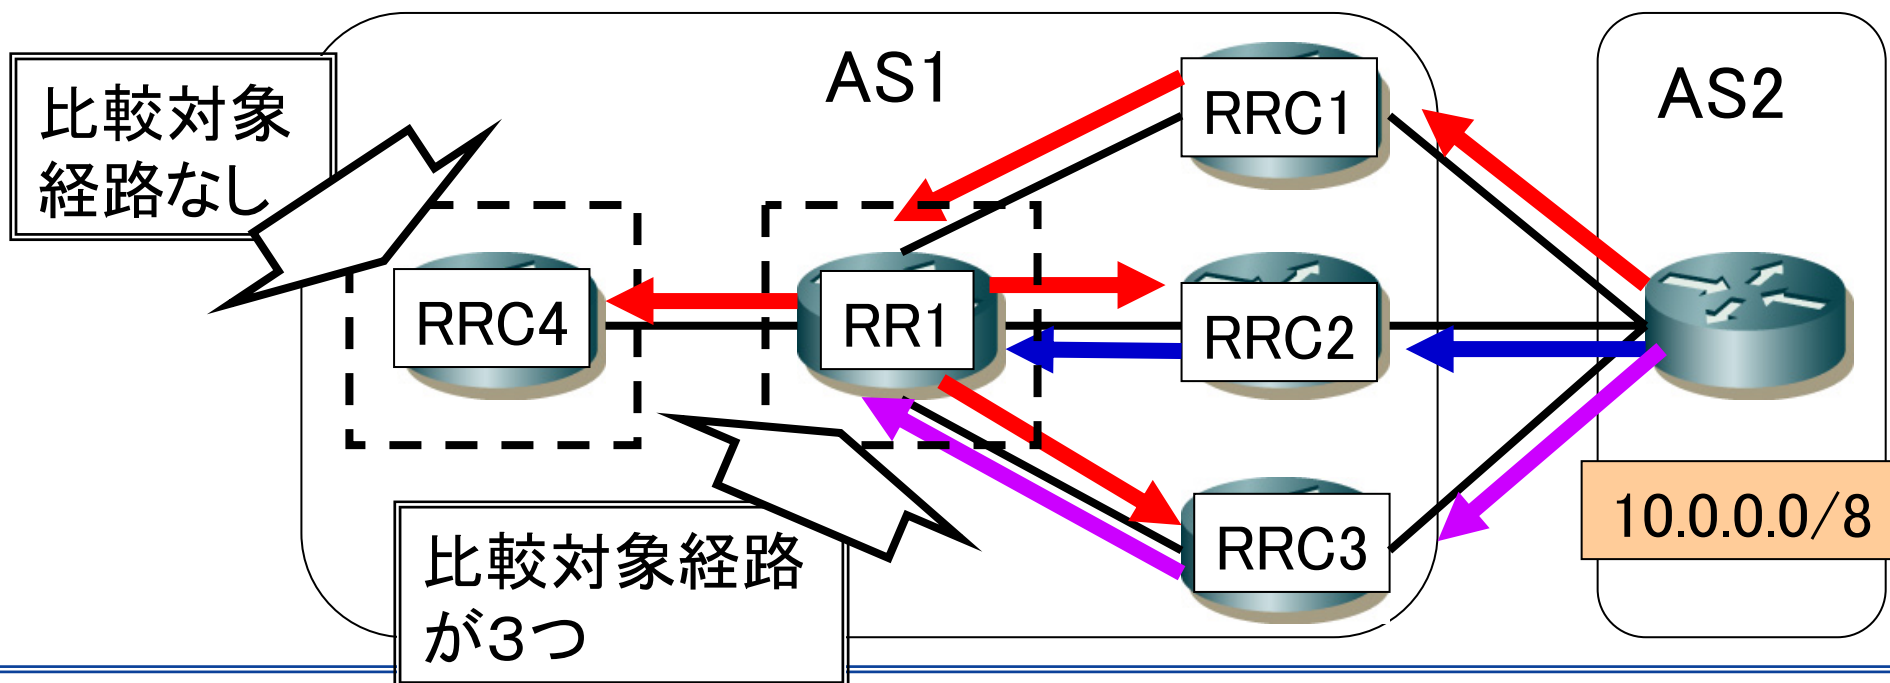 比較対象
経路なし
AS1
AS2
RRC1
RRC4
RR1
RRC2
RRC3
10.0.0.0/8
比較対象経路
が3つ